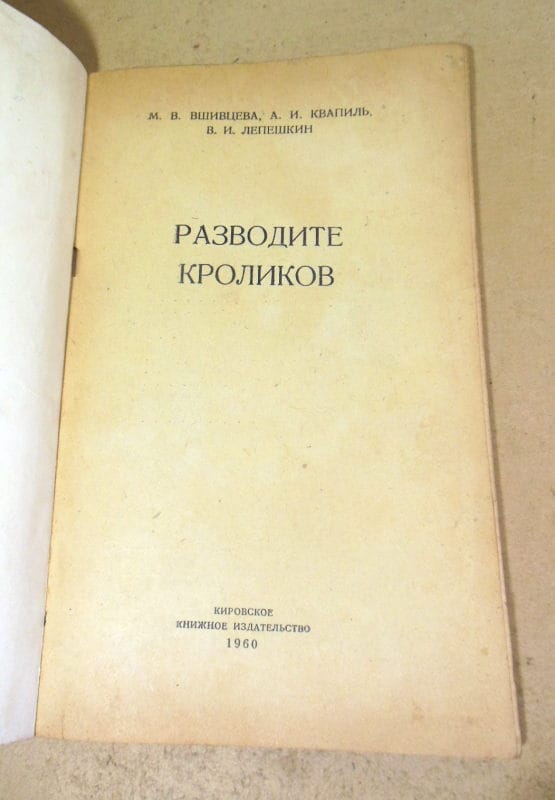 М. В. ВШИВЦЕВА, А. И. КВАПИЛЬ,
В. И. ЛЕПЕШКИН
РАЗВОДИТЕ
КРОЛИКОВ
КИРОВСКОЕ
КНИЖНОЕ ИЗДАТЕЛЬСТВО
1960